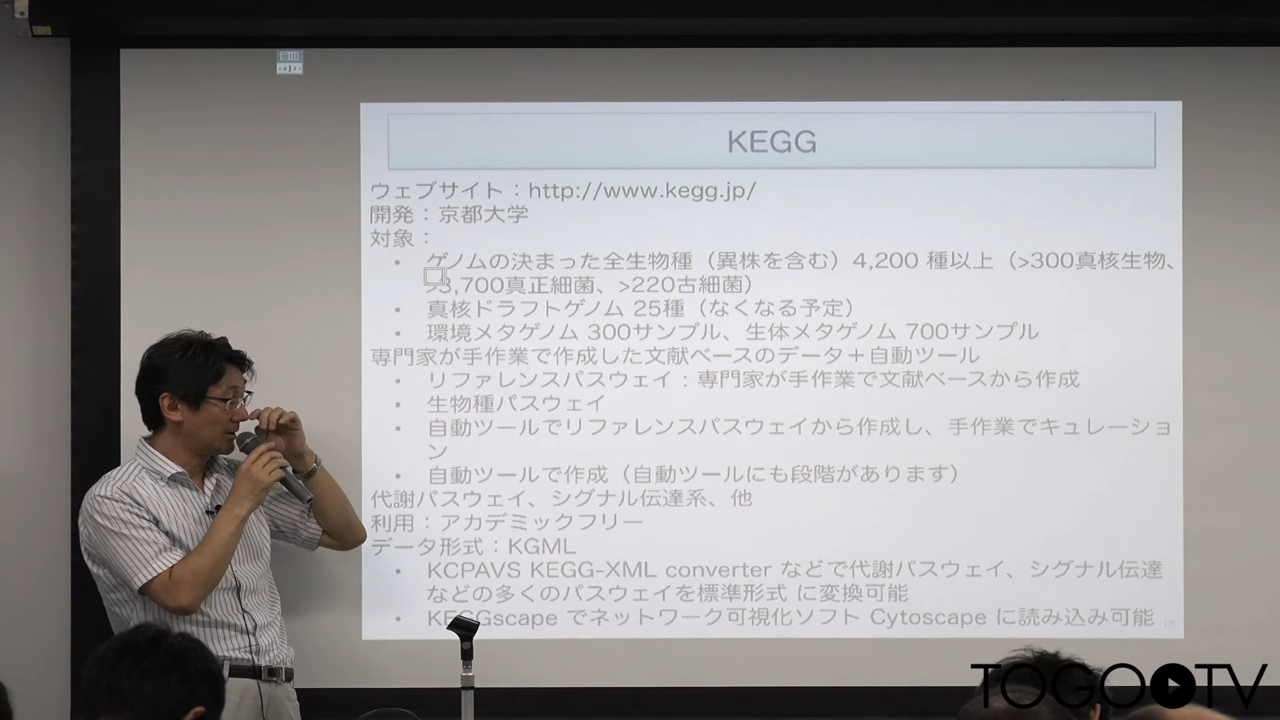 KEGG
ウェブサイト：http://www.kegg.jp/
開発：京都大学
対象：
• ゲノムの決まった全生物種（異株を含む）4,200 種以上（>300真核生物、
>3,700真正細菌、>220古細菌）
• 真核ドラフトゲノム 25種（なくなる予定）
• 環境メタゲノム 300サンプル、生体メタゲノム 700サンプル
専門家が手作業で作成した文献ベースのデータ＋自動ツール
• リファレンスパスウェイ：専門家が手作業で文献ベースから作成
• 生物種パスウェイ
• 自動ツールでリファレンスパスウェイから作成し、手作業でキュレーショ
ン
• 自動ツールで作成（自動ツールにも段階があります）
代謝パスウェイ、シグナル伝達系、他
利用：アカデミックフリー
データ形式：KGML
• KCPAVS KEGG-XML converter などで代謝パスウェイ、シグナル伝達
などの多くのパスウェイを標準形式 に変換可能
• KEGGscape でネットワーク可視化ソフト Cytoscape に読み込み可能
TOGOTV